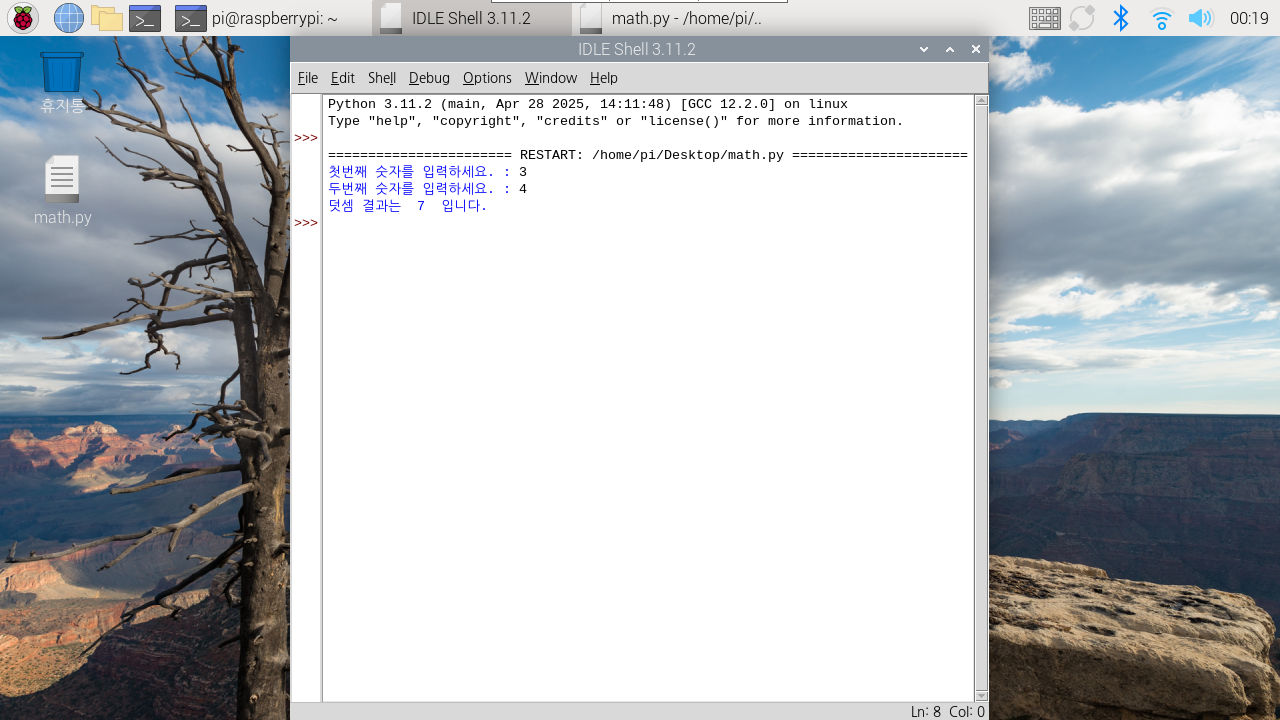 pi@raspberrypi: ~
IDLE Shell 3.11.2
math.py - /home/pi/..
00:19
휴지통
math.py
IDLE Shell 3.11.2
File Edit Shell Debug Options Window Help
Python 3.11.2 (main, Apr 28 2025, 14:11:48) [GCC 12.2.0] on linux
Type "help", "copyright", "credits" or "license()" for more information.
>>>
====================== RESTART: /home/pi/Desktop/math.py ======================
첫번째 숫자를 입력하세요. : 3
두번째 숫자를 입력하세요. : 4
덧셈 결과는  7  입니다.
>>>
Ln: 8 Col: 0